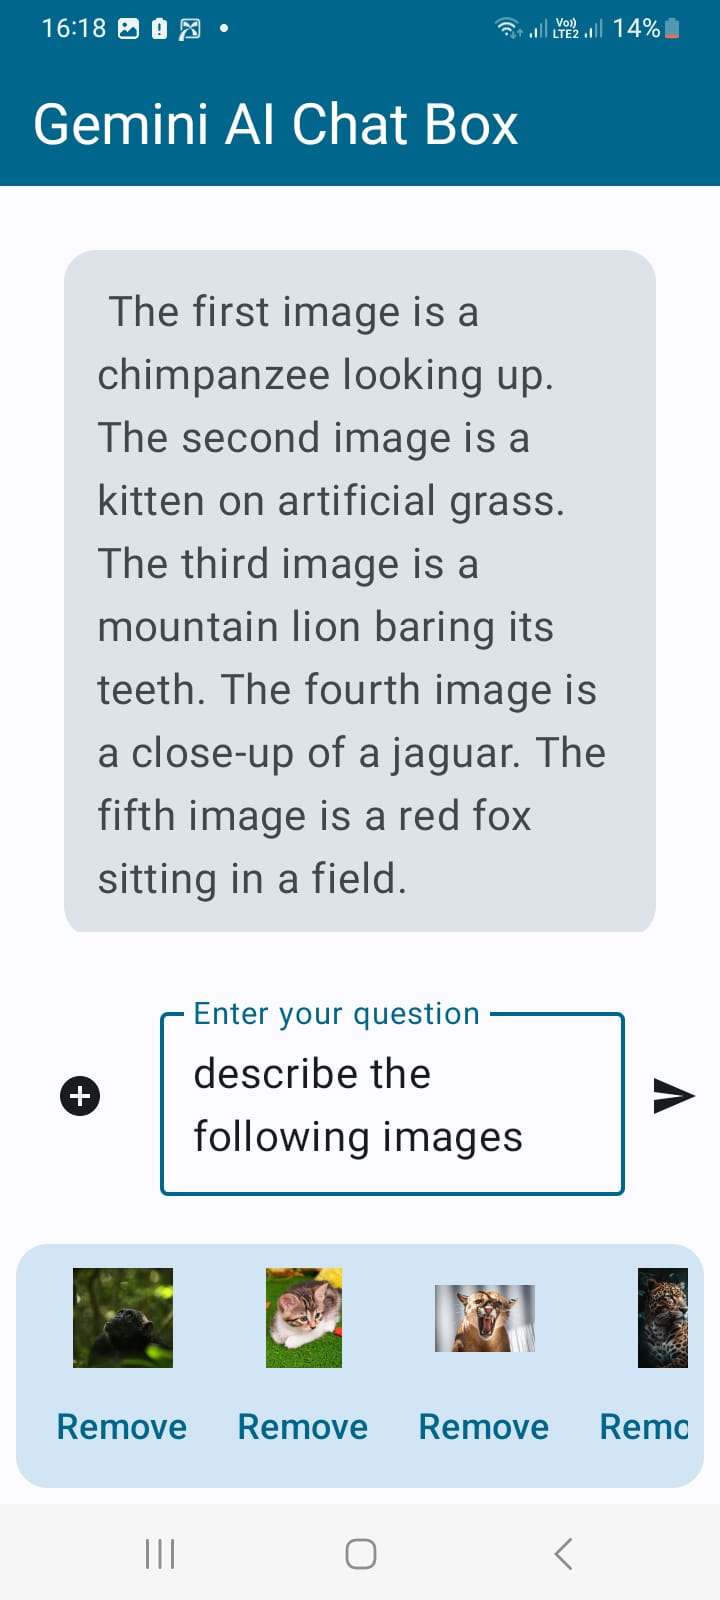 16:18
Vo)) LTE2 14%
Gemini AI Chat Box
The first image is a
chimpanzee looking up.
The second image is a
kitten on artificial grass.
The third image is a
mountain lion baring its
teeth. The fourth image is
a close-up of a jaguar. The
fifth image is a red fox
sitting in a field.
Enter your question
describe the
following images
Remove Remove Remove Remo